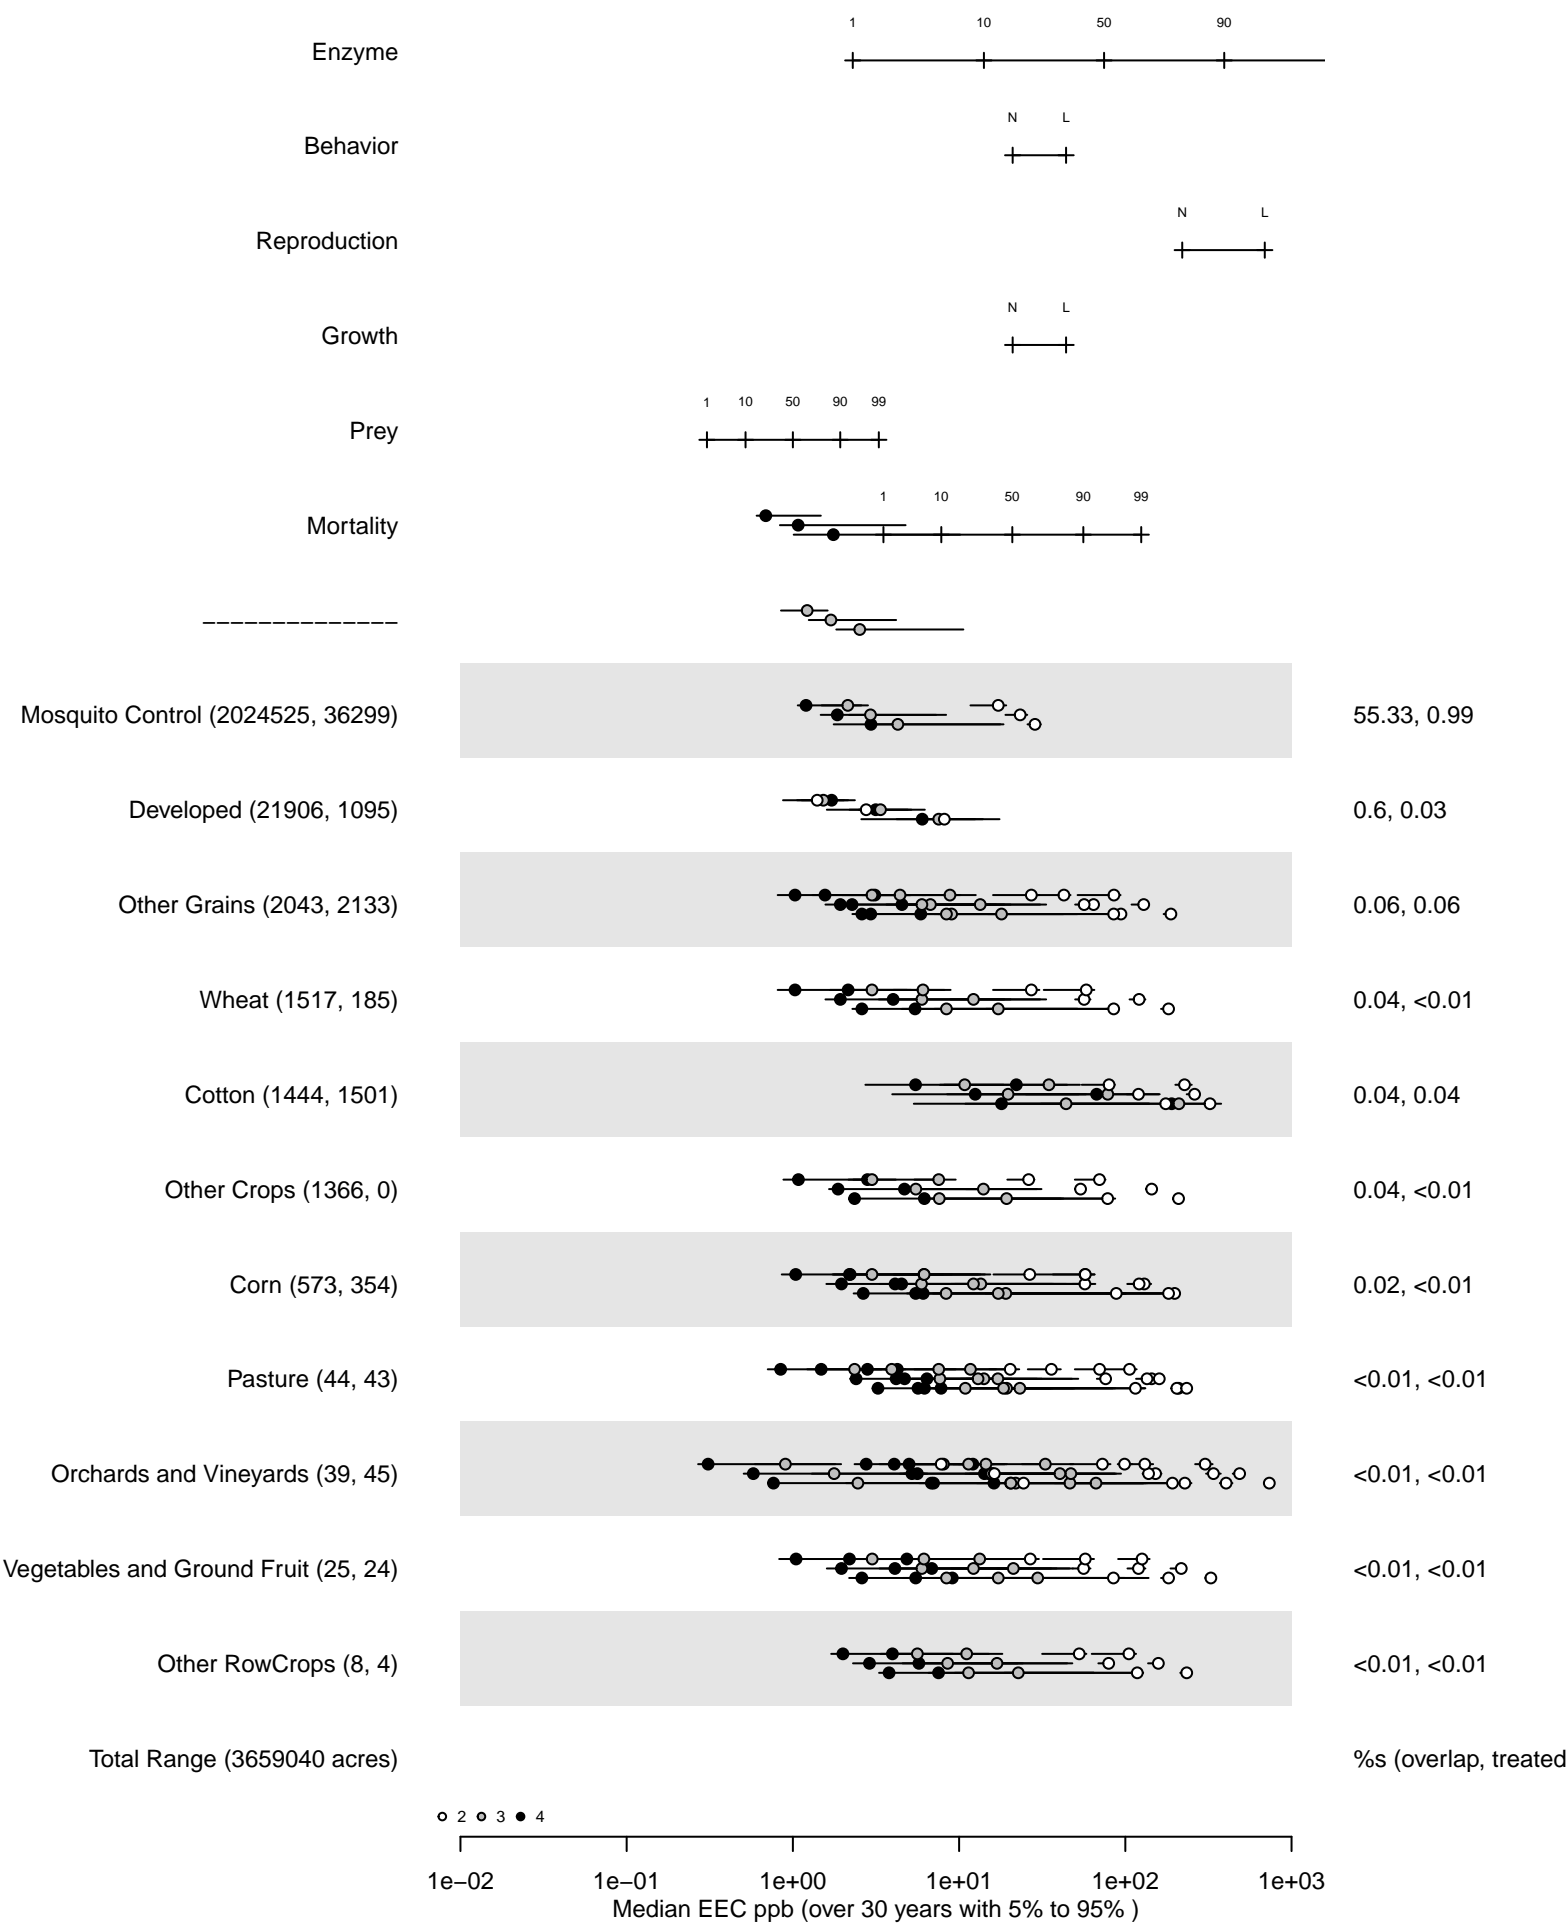 1 10 50 90
Enzyme
N L
Behavior
N L
Reproduction
N L
Growth
1 10 50 90 99
Prey
1 10 50 90 99
Mortality
−−−−−−−−−−−−−−
Mosquito Control (2024525, 36299) 55.33, 0.99
Developed (21906, 1095) 0.6, 0.03
Other Grains (2043, 2133) 0.06, 0.06
Wheat (1517, 185) 0.04, <0.01
Cotton (1444, 1501) 0.04, 0.04
Other Crops (1366, 0) 0.04, <0.01
Corn (573, 354) 0.02, <0.01
Pasture (44, 43) <0.01, <0.01
Orchards and Vineyards (39, 45) <0.01, <0.01
Vegetables and Ground Fruit (25, 24) <0.01, <0.01
Other RowCrops (8, 4) <0.01, <0.01
Total Range (3659040 acres) %s (overlap, treated
2 3 4
1e−02 1e−01 1e+00 1e+01 1e+02 1e+03
Median EEC ppb (over 30 years with 5% to 95% )